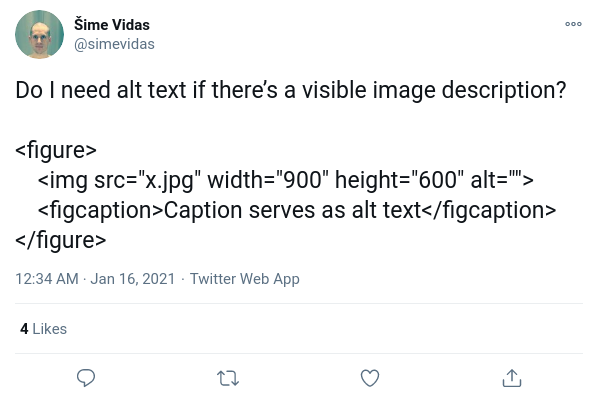 Šime Vidas
@simevidas
Do I need alt text if there’s a visible image description?
<figure>
<img src="x.jpg" width="900" height="600" alt="">
<figcaption>Caption serves as alt text</figcaption>
</figure>
12:34 AM · Jan 16, 2021 · Twitter Web App
4 Likes